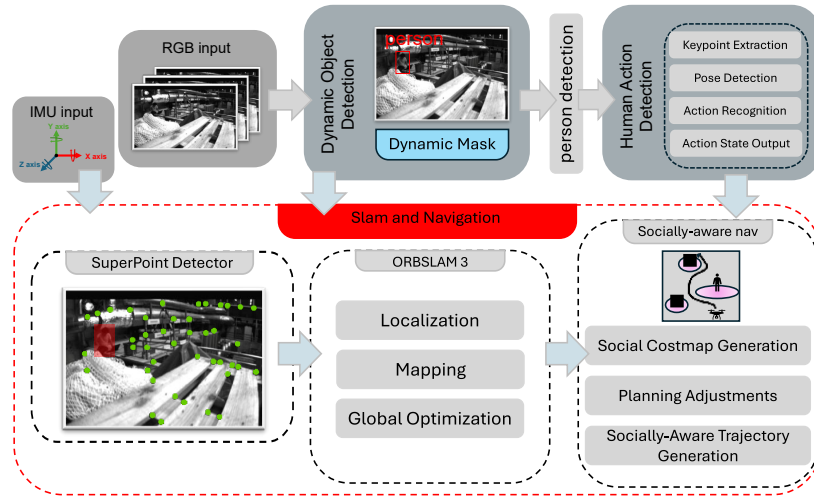 RGB input
IMU input
Y axis
X axis
Z axis
Dynamic Object
Detection
person
Dynamic Mask
person detection
Human Action
Detection
Keypoint Extraction
Pose Detection
Action Recognition
Action State Output
Slam and Navigation
SuperPoint Detector
ORBSLAM 3
Localization
Mapping
Global Optimization
Socially-aware nav
Social Costmap Generation
Planning Adjustments
Socially-Aware Trajectory
Generation